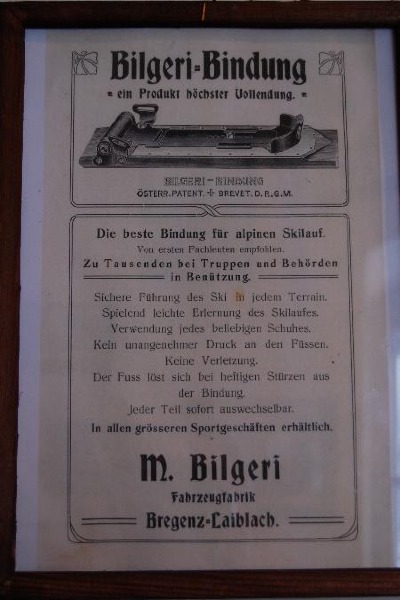 Bilgeri=Bindung
* ein Produkt höchster Vollendung. *
BILGERI-BINDUNG
ÖSTERR. PATENT. ✢ BREVET. D. R. G. M.
Die beste Bindung für alpinen Skilauf.
Von ersten Fachleuten empfohlen.
Zu Tausenden bei Truppen und Behörden
in Benützung.
Sichere Führung des Ski in jedem Terrain.
Spielend leichte Erlernung des Skilaufes.
Verwendung jedes beliebigen Schuhes.
Kein unangenehmer Druck an den Füssen.
Keine Verletzung.
Der Fuss löst sich bei heftigen Stürzen aus
der Bindung.
Jeder Teil sofort auswechselbar.
In allen grösseren Sportgeschäften erhältlich.
M. Bilgeri
Fahrzeugfabrik
Bregenz=Laiblach.